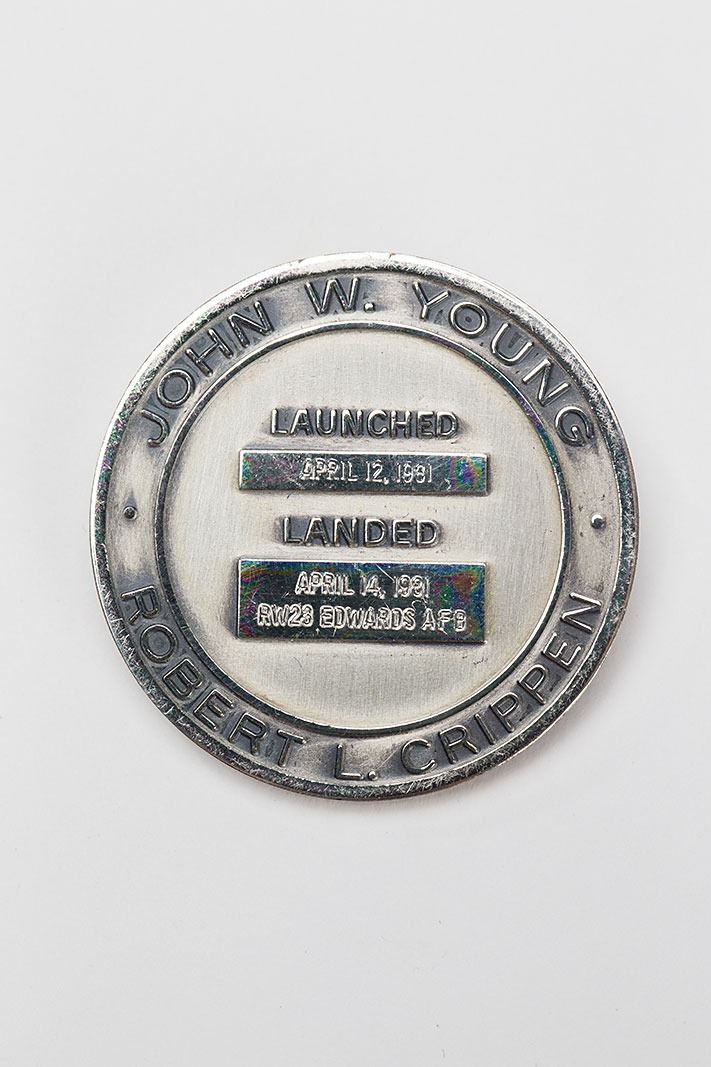 JOHN W. YOUNG
LAUNCHED
APRIL 12, 1981
LANDED
APRIL 14, 1981
RW23 EDWARDS AFB
ROBERT L. CRIPPEN